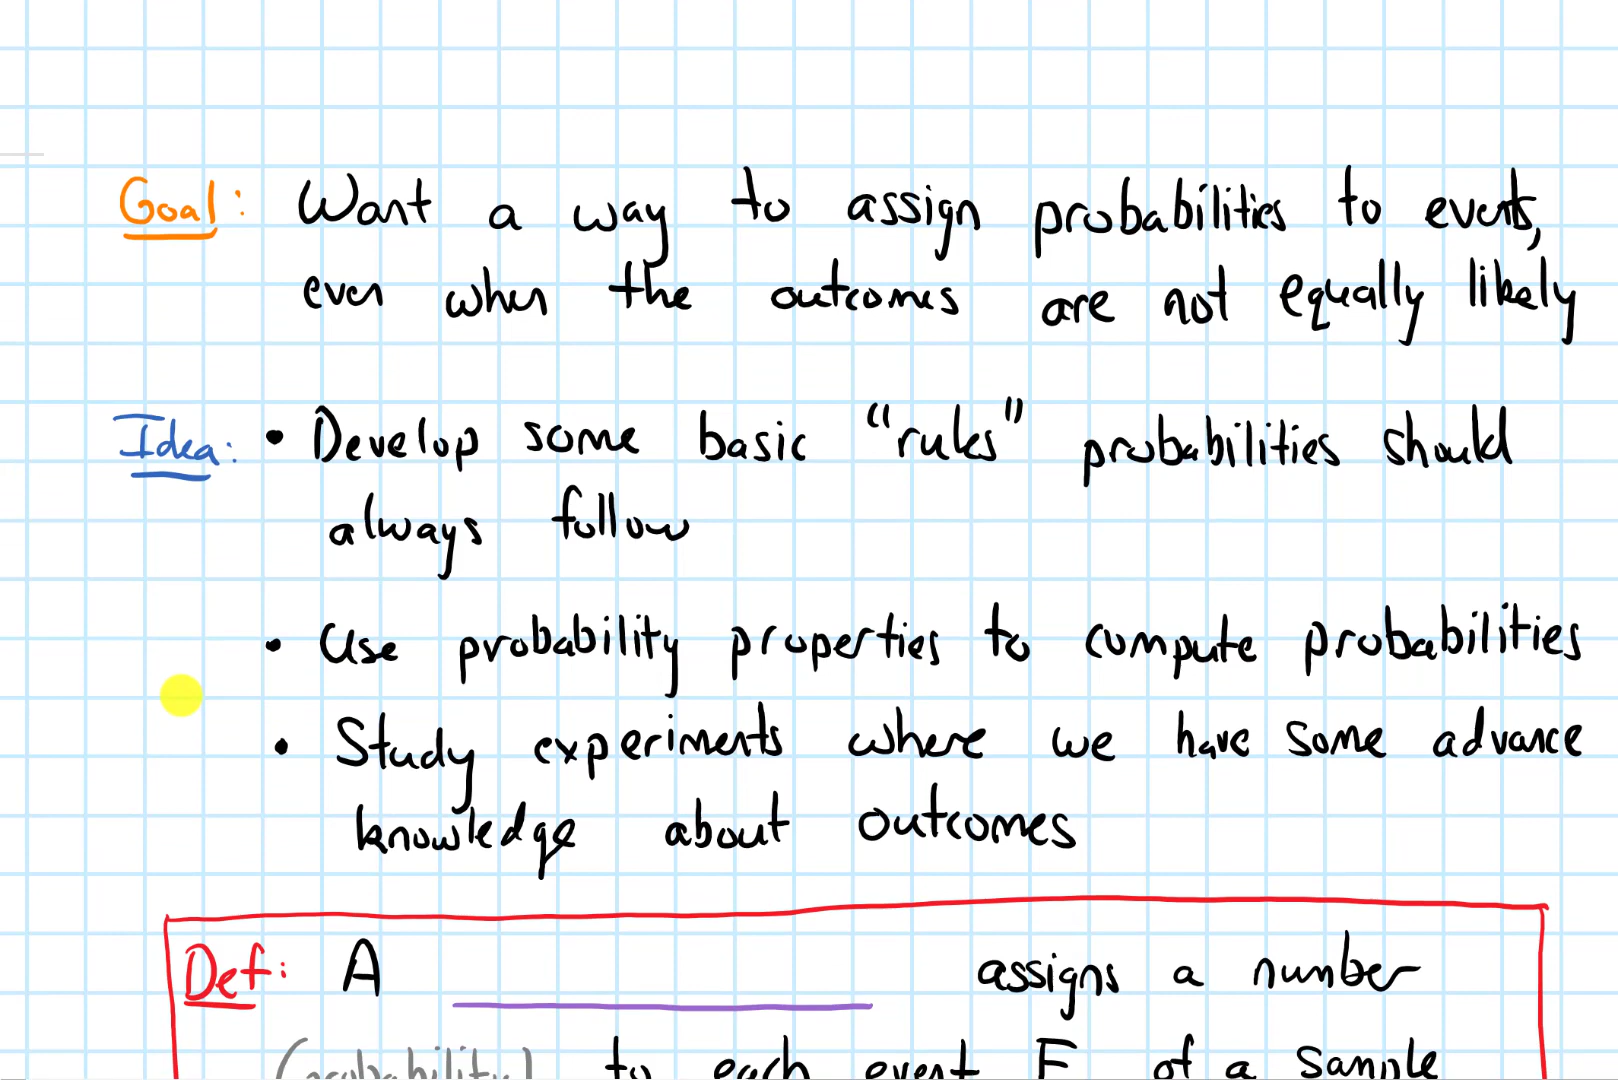 Goal: Want a way to assign probabilities to events,
even when the outcomes are not equally likely
Idea: • Develop some basic "rules" probabilities should
always follow
• Use probability properties to compute probabilities
• Study experiments where we have some advance
knowledge about outcomes
Def: A assigns a number
(probability) to each event E of a sample